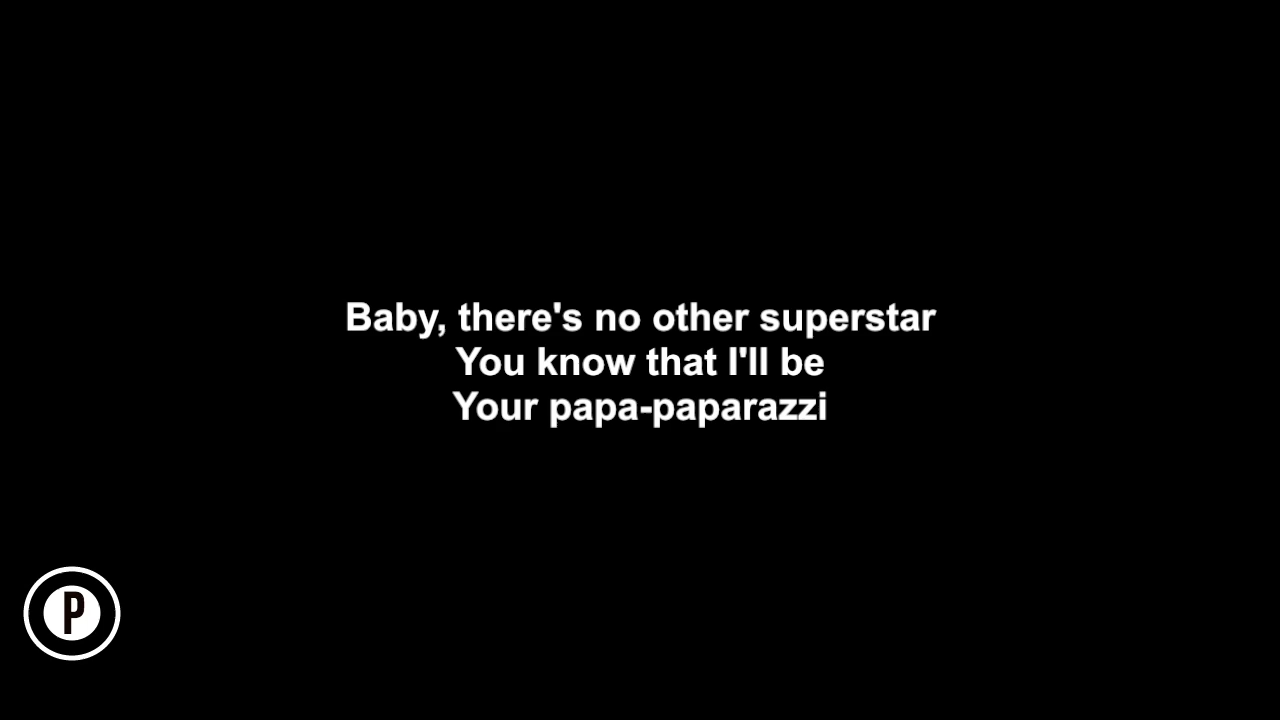 Baby, there's no other superstar
You know that I'll be
Your papa-paparazzi
P